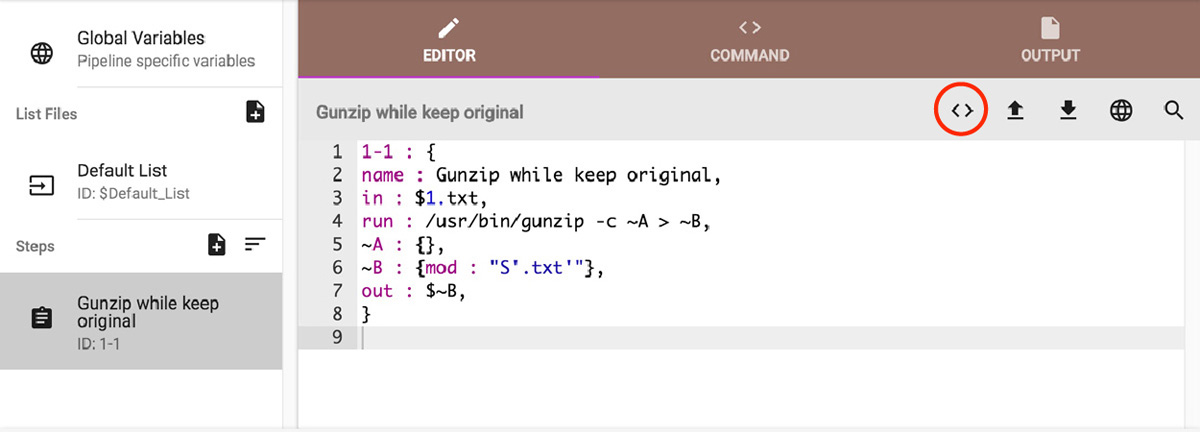 Global Variables
Pipeline specific variables
List Files
Default List
ID: $Default_List
Steps
Gunzip while keep
original
ID: 1-1
EDITOR
COMMAND
OUTPUT
Gunzip while keep original
1 1-1 : {
2 name : Gunzip while keep original,
3 in : $1.txt,
4 run : /usr/bin/gunzip -c ~A > ~B,
5 ~A : {},
6 ~B : {mod : "S'.txt'"},
7 out : $~B,
8 }
9